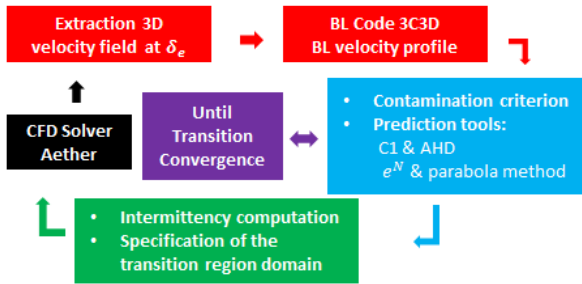 Extraction 3D
velocity field at δₑ
BL Code 3C3D
BL velocity profile
CFD Solver
Aether
Until
Transition
Convergence
• Contamination criterion
• Prediction tools:
C1 & AHD
eᴺ & parabola method
• Intermittency computation
• Specification of the
transition region domain